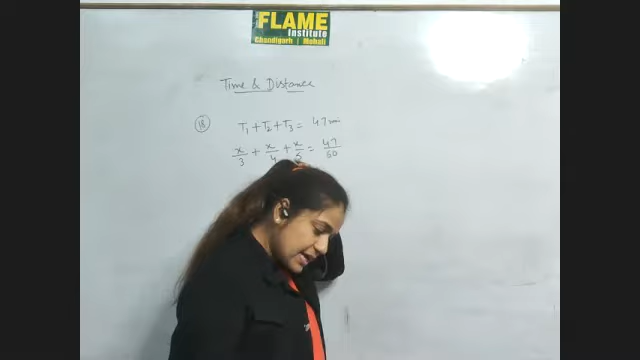 FLAME
Institute
Chandigarh | Mohali
Time & Distance
18
T1 + T2 + T3 = 47 min
x/3 + x/4 + x/5 = 47/60